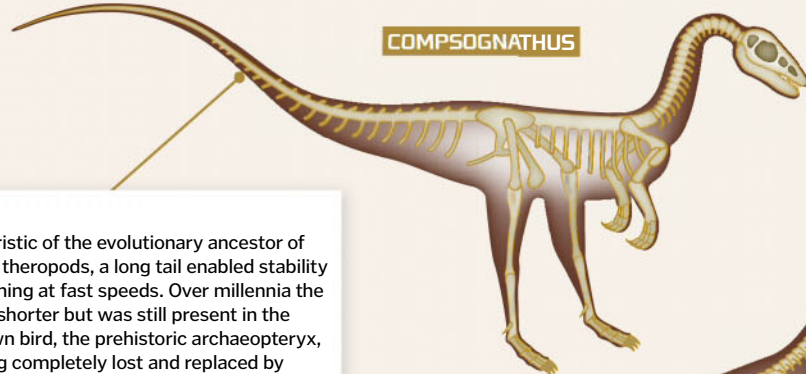 COMPSOGNATHUS
ristic of the evolutionary ancestor of
theropods, a long tail enabled stability
ning at fast speeds. Over millennia the
shorter but was still present in the
wn bird, the prehistoric archaeopteryx,
g completely lost and replaced by